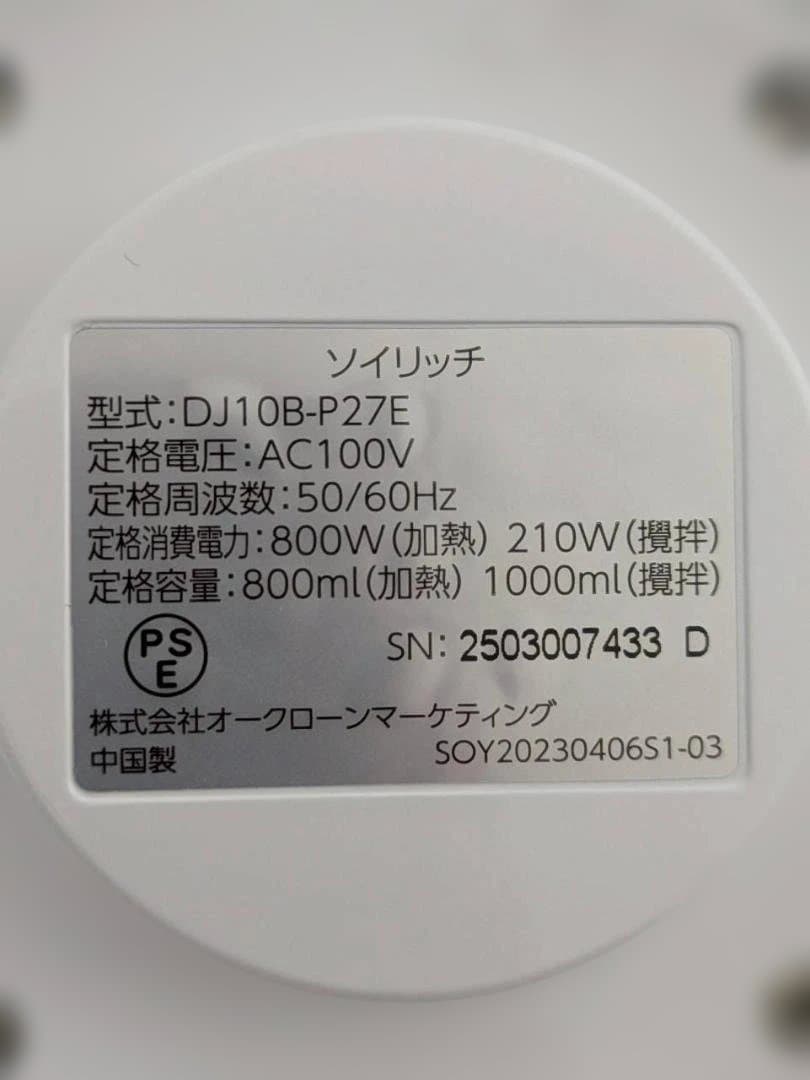 ソイリッチ
型式:DJ10B-P27E
定格電圧:AC100V
定格周波数:50/60Hz
定格消費電力:800W(加熱) 210W(攪拌)
定格容量:800ml(加熱) 1000ml(攪拌)
PSE
SN: 2503007433 D
株式会社オークローンマーケティング
中国製 SOY20230406S1-03